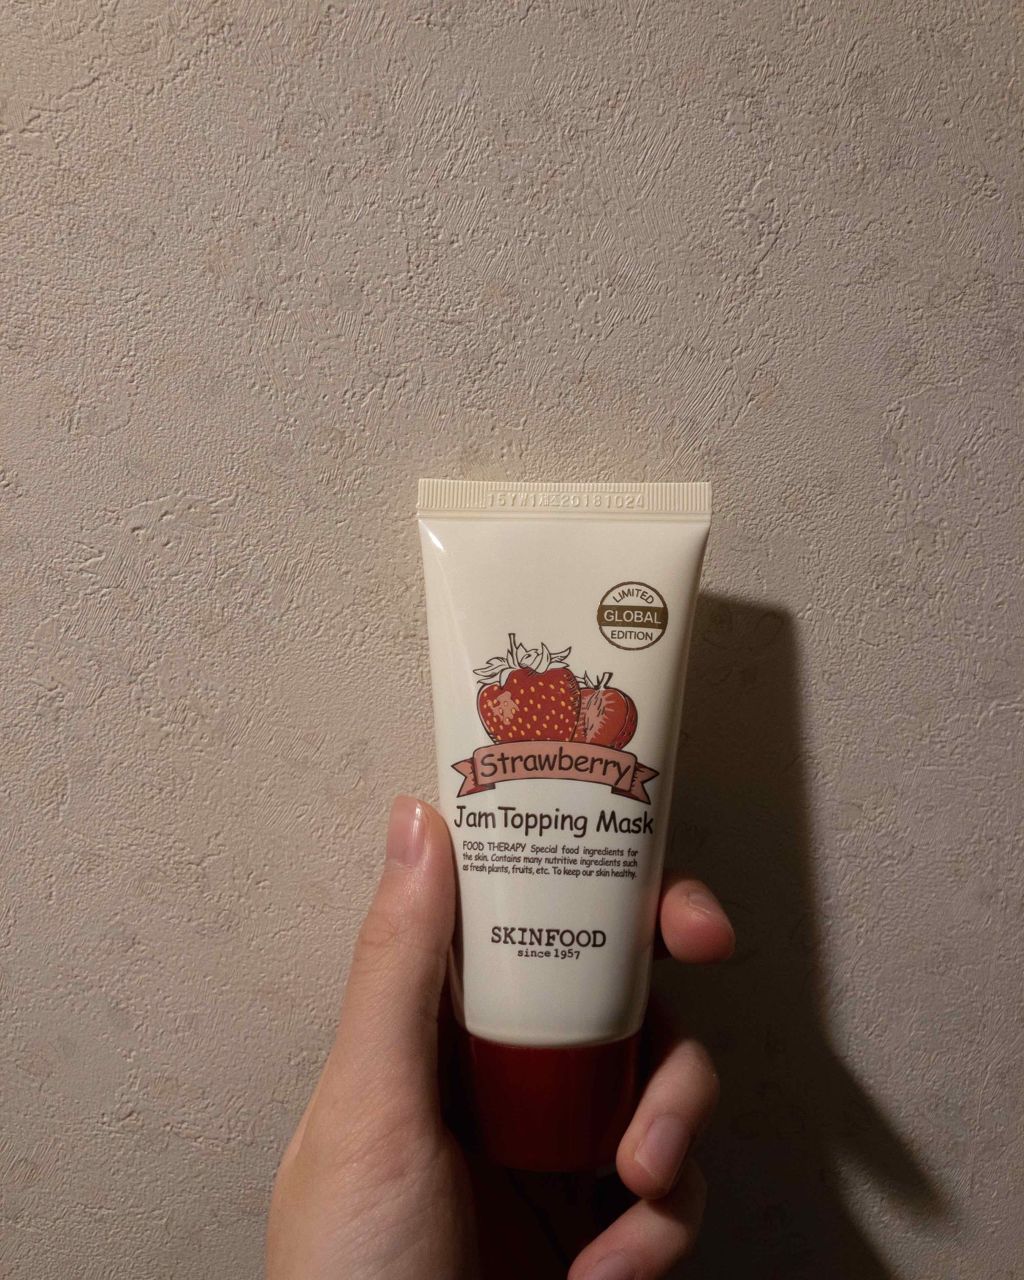 20181024
LIMITED
GLOBAL
EDITION
Strawberry
Jam Topping Mask
FOOD THERAPY Special food ingredients for
the skin. Contains many nutritive ingredients such
as fresh plants, fruits, etc. To keep our skin healthy.
SKINFOOD
since 1957